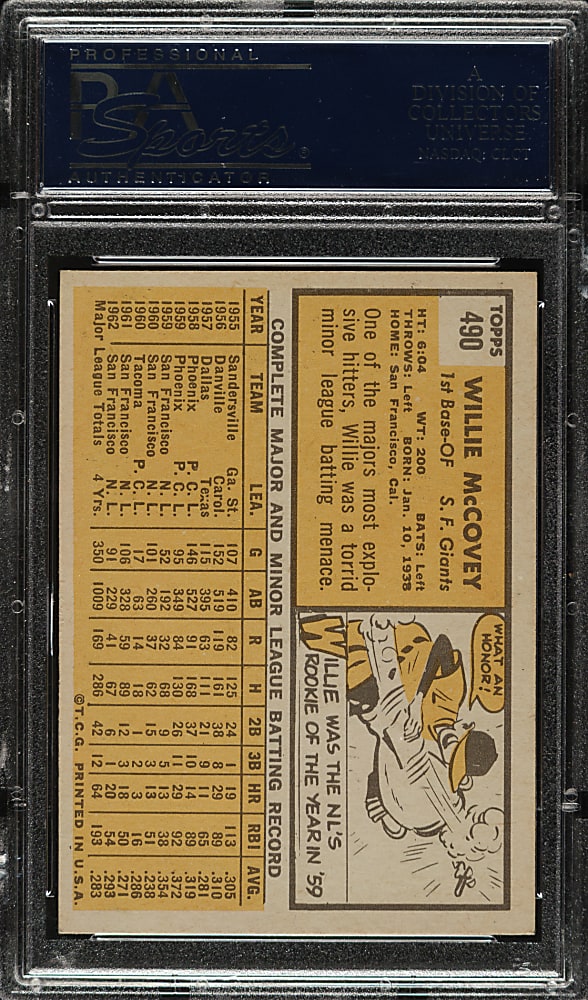 PROFESSIONAL
PSA
Sports®
AUTHENTICATOR
A
DIVISION OF
COLLECTORS
UNIVERSE
NASDAQ: CLCT
TOPPS
490
WILLIE McCOVEY
1st Base-OF S. F. Giants
HT: 6:04 WT: 200 BATS: Left
THROWS: Left BORN: Jan. 10, 1938
HOME: San Francisco, Cal.
One of the majors most explo-
sive hitters, Willie was a torrid
minor league batting menace.
WHAT AN
HONOR!
WILLIE WAS THE NL'S
ROOKIE OF THE YEAR IN '59
COMPLETE MAJOR AND MINOR LEAGUE BATTING RECORD
YEAR TEAM LEA. G AB R H 2B 3B HR RBI AVG.
1955 Sandersville Ga. St. 107 410 82 125 24 1 19 113 .305
1956 Danville Carol. 152 519 119 161 38 8 29 89 .310
1957 Dallas Texas 115 395 63 111 21 9 11 65 .281
1958 Phoenix P. C. L. 146 527 91 168 37 10 14 89 .319
1959 Phoenix P. C. L. 95 349 84 130 26 11 29 92 .372
1959 San Francisco N. L. 52 192 32 68 9 5 13 38 .354
1960 San Francisco N. L. 101 260 37 62 15 3 13 51 .238
1960 Tacoma P. C. L. 17 63 14 18 1 2 3 16 .286
1961 San Francisco N. L. 106 328 59 89 12 3 18 50 .271
1962 San Francisco N. L. 91 229 41 67 6 1 20 54 .293
Major League Totals 4 Yrs. 350 1009 169 286 42 12 64 193 .283
©T.C.G. PRINTED IN U.S.A.